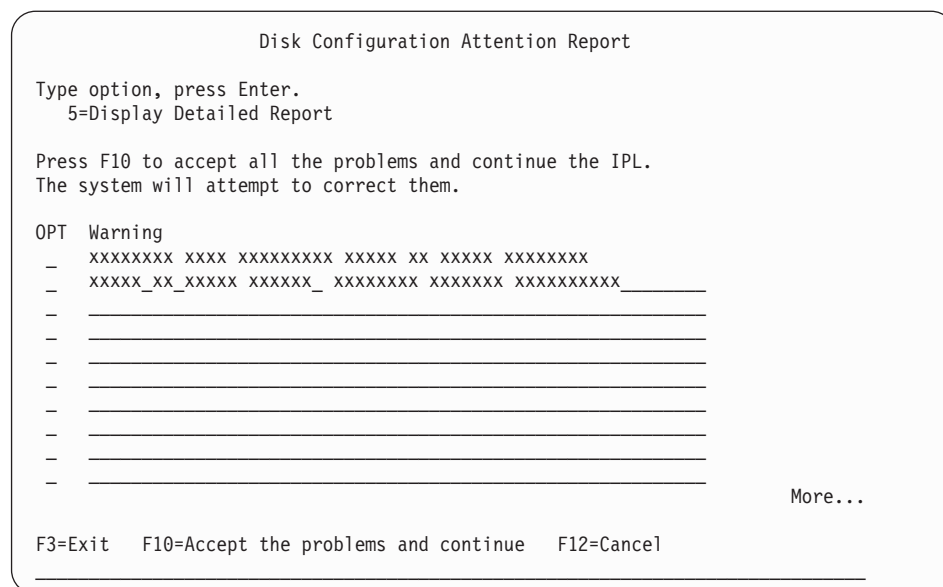 Disk Configuration Attention Report
Type option, press Enter.
5=Display Detailed Report
Press F10 to accept all the problems and continue the IPL.
The system will attempt to correct them.
OPT Warning
_ xxxxxxxx xxxx xxxxxxxxx xxxxx xx xxxxx xxxxxxxx
_ xxxxx_xx_xxxxx xxxxxx_ xxxxxxxx xxxxxxx xxxxxxxxxx________
More...
F3=Exit F10=Accept the problems and continue F12=Cancel